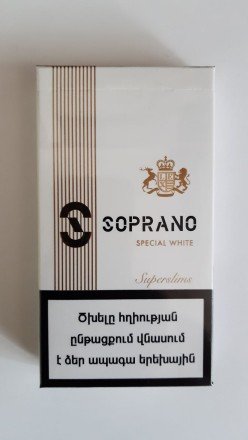 SOPRANO
SPECIAL WHITE
Superslims
Ծխելը հղիության
ընթացքում վնասում
է ձեր ապագա երեխային